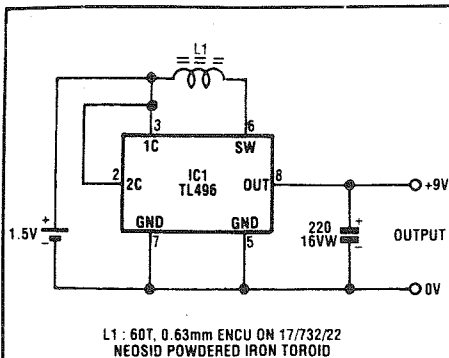 L1
3
6
1C
SW
2
2C
IC1
TL496
OUT
8
+9V
GND
GND
7
5
+
1.5V
−
220
16VW
+
−
OUTPUT
0V
L1 : 60T, 0.63mm ENCU ON 17/732/22
NEOSID POWDERED IRON TOROID